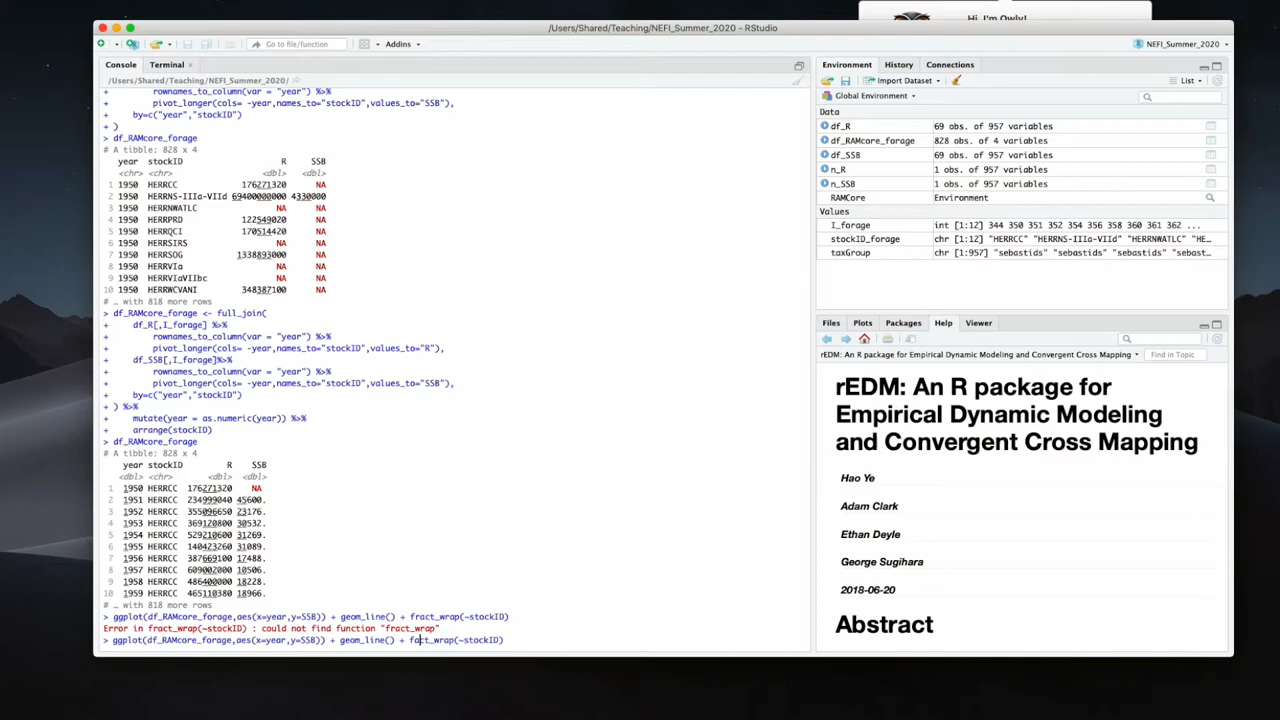 Hi, I'm Owly!
/Users/Shared/Teaching/NEFI_Summer_2020 - RStudio
Go to file/function
Addins
NEFI_Summer_2020
Console Terminal
/Users/Shared/Teaching/NEFI_Summer_2020/
+ rownames_to_column(var = "year") %>%
+ pivot_longer(cols= -year,names_to="stockID",values_to="SSB"),
+ by=c("year","stockID")
+ )
> df_RAMcore_forage
# A tibble: 828 x 4
year stockID R SSB
<chr> <chr> <dbl> <dbl>
1 1950 HERRCC 176271320 NA
2 1950 HERRNS-IIIa-VIId 69400000000 4330000
3 1950 HERRNWATLC NA NA
4 1950 HERRPRD 122549020 NA
5 1950 HERRQCI 170514420 NA
6 1950 HERRSIRS NA NA
7 1950 HERRSOG 1338893000 NA
8 1950 HERRVIa NA NA
9 1950 HERRVIaVIIbc NA NA
10 1950 HERRWCVANI 348387100 NA
# … with 818 more rows
> df_RAMcore_forage <- full_join(
+ df_R[,I_forage] %>%
+ rownames_to_column(var = "year") %>%
+ pivot_longer(cols= -year,names_to="stockID",values_to="R"),
+ df_SSB[,I_forage]%>%
+ rownames_to_column(var = "year") %>%
+ pivot_longer(cols= -year,names_to="stockID",values_to="SSB"),
+ by=c("year","stockID")
+ ) %>%
+ mutate(year = as.numeric(year)) %>%
+ arrange(stockID)
> df_RAMcore_forage
# A tibble: 828 x 4
year stockID R SSB
<dbl> <chr> <dbl> <dbl>
1 1950 HERRCC 176271320 NA
2 1951 HERRCC 234999040 45600.
3 1952 HERRCC 355096650 23176.
4 1953 HERRCC 369120800 30532.
5 1954 HERRCC 529210600 31269.
6 1955 HERRCC 140423260 31089.
7 1956 HERRCC 387669100 17488.
8 1957 HERRCC 609002000 10506.
9 1958 HERRCC 486400000 18228.
10 1959 HERRCC 465110380 18966.
# … with 818 more rows
> ggplot(df_RAMcore_forage,aes(x=year,y=SSB)) + geom_line() + fract_wrap(~stockID)
Error in fract_wrap(~stockID) : could not find function "fract_wrap"
> ggplot(df_RAMcore_forage,aes(x=year,y=SSB)) + geom_line() + fact_wrap(~stockID)
Environment History Connections
Import Dataset List
Global Environment
Data
df_R 69 obs. of 957 variables
df_RAMcore_forage 828 obs. of 4 variables
df_SSB 69 obs. of 957 variables
n_R 1 obs. of 957 variables
n_SSB 1 obs. of 957 variables
RAMCore Environment
Values
I_forage int [1:12] 344 350 351 352 354 356 358 360 361 362 ...
stockID_forage chr [1:12] "HERRCC" "HERRNS-IIIa-VIId" "HERRNWATLC" "HE…
taxGroup chr [1:957] "sebastids" "sebastids" "sebastids" "sebast…
Files Plots Packages Help Viewer
rEDM: An R package for Empirical Dynamic Modeling and Convergent Cross Mapping Find in Topic
rEDM: An R package for
Empirical Dynamic Modeling
and Convergent Cross Mapping
Hao Ye
Adam Clark
Ethan Deyle
George Sugihara
2018-06-20
Abstract